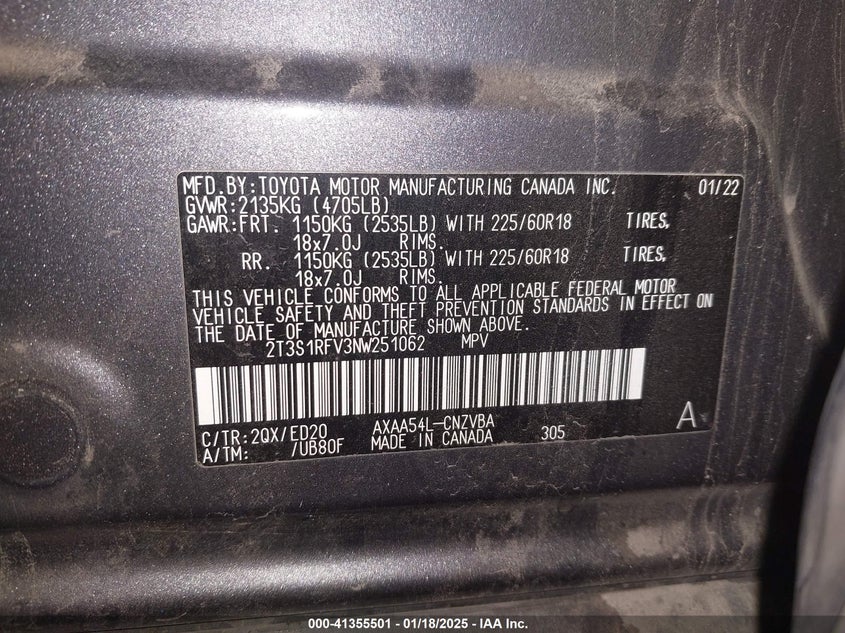 MFD.BY:TOYOTA MOTOR MANUFACTURING CANADA INC. 01/22
GVWR:2135KG (4705LB)
GAWR:FRT. 1150KG (2535LB) WITH 225/60R18 TIRES,
18x7.0J RIMS.
RR. 1150KG (2535LB) WITH 225/60R18 TIRES,
18x7.0J RIMS.
THIS VEHICLE CONFORMS TO ALL APPLICABLE FEDERAL MOTOR
VEHICLE SAFETY AND THEFT PREVENTION STANDARDS IN EFFECT ON
THE DATE OF MANUFACTURE SHOWN ABOVE.
2T3S1RFV3NW251062 MPV
C/TR:2QX/ED20 AXAA54L-CNZVBA A
A/TM: /UB80F MADE IN CANADA 305
000-41355501 - 01/18/2025 - IAA Inc.